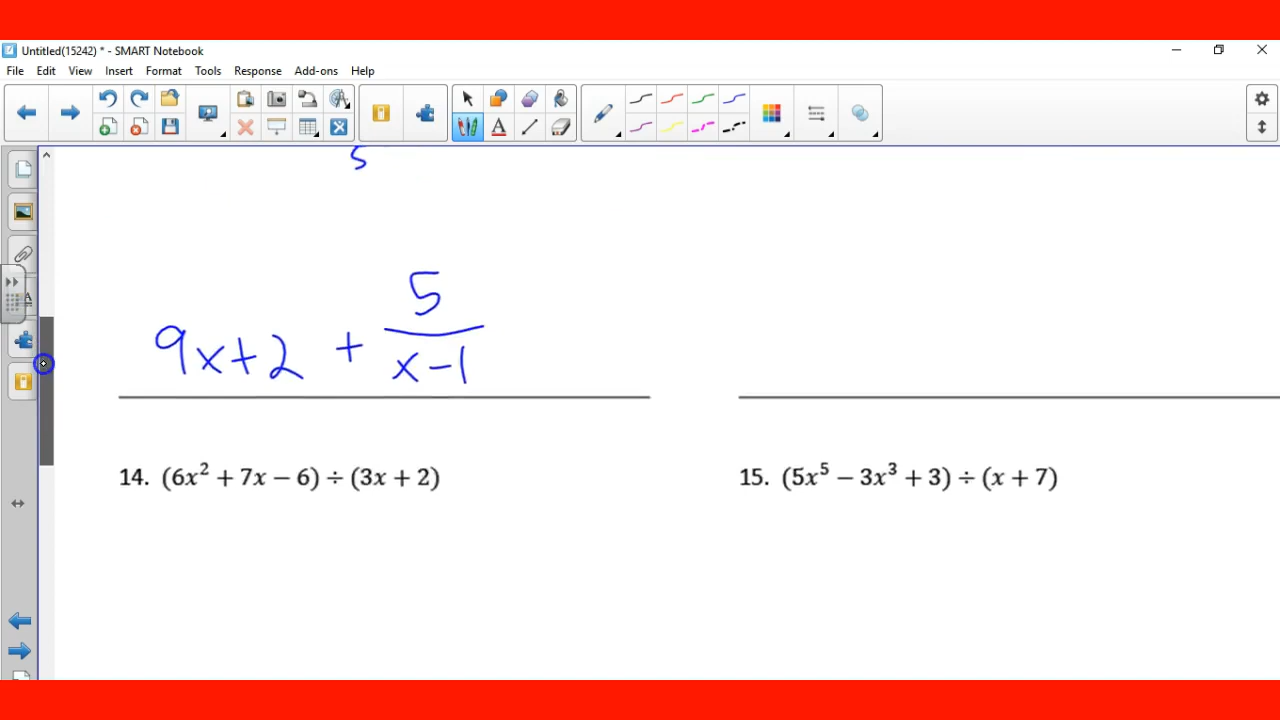 Untitled(15242) * - SMART Notebook
File Edit View Insert Format Tools Response Add-ons Help
5
9x+2 + 5/(x-1)
14. (6x² + 7x − 6) ÷ (3x + 2)
15. (5x⁵ − 3x³ + 3) ÷ (x + 7)